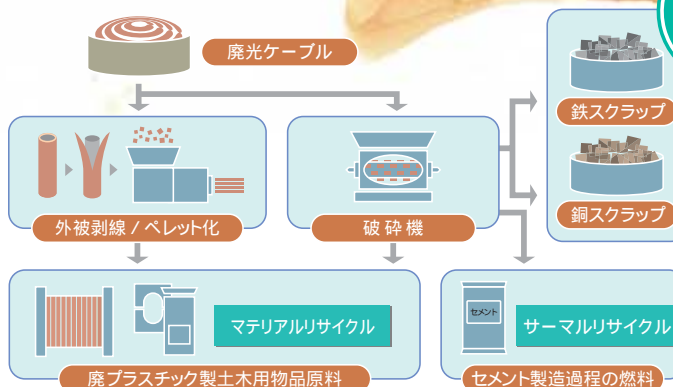 廃光ケーブル
鉄スクラップ
銅スクラップ
外被剥線 / ペレット化
破砕機
セメント
マテリアルリサイクル
サーマルリサイクル
廃プラスチック製土木用物品原料
セメント製造過程の燃料